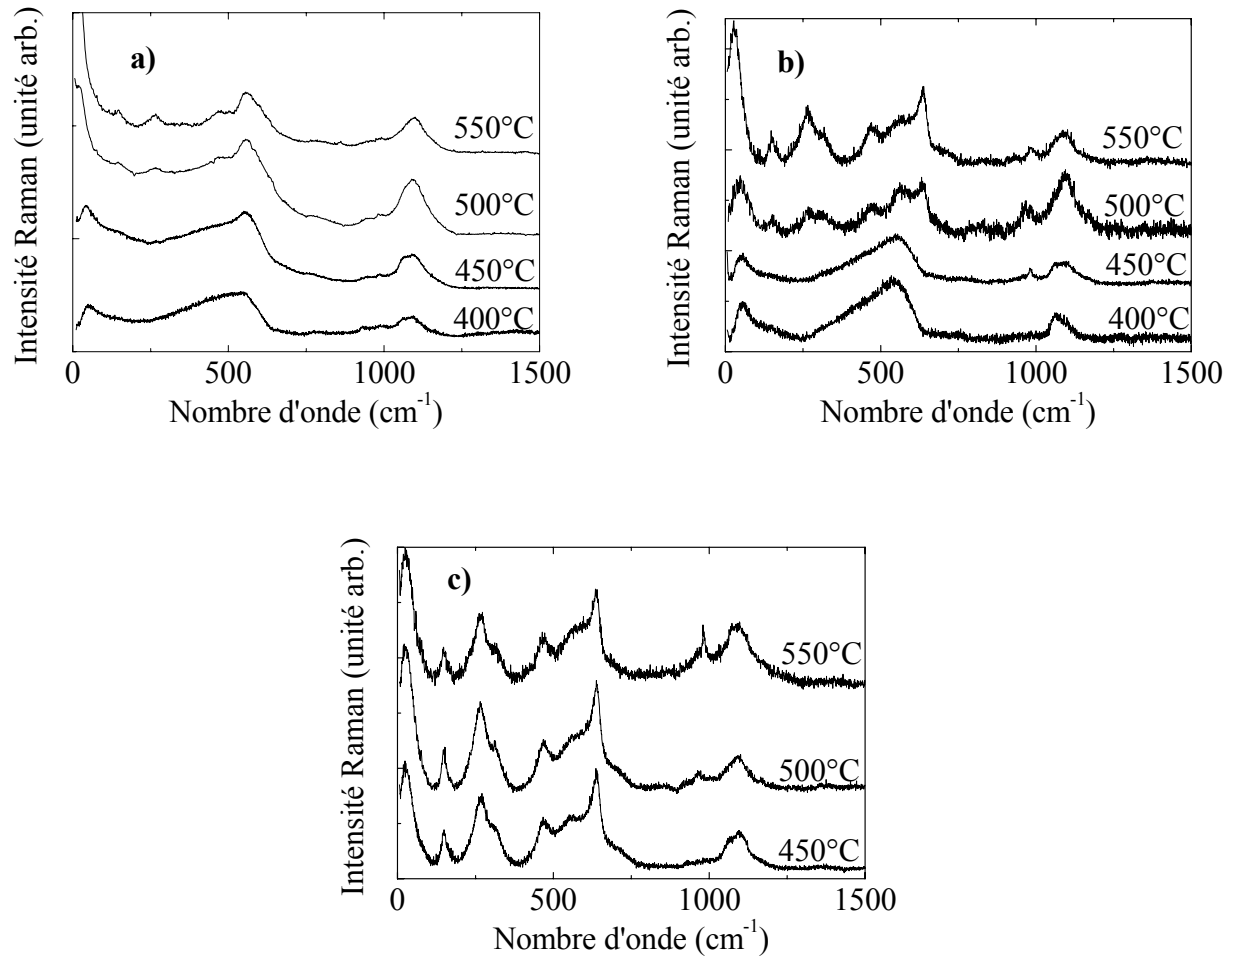 a)
Intensité Raman (unité arb.)
550°C
500°C
450°C
400°C
0 500 1000 1500
Nombre d'onde (cm-1)
b)
Intensité Raman (unité arb.)
550°C
500°C
450°C
400°C
0 500 1000 1500
Nombre d'onde (cm-1)
c)
Intensité Raman (unité arb.)
550°C
500°C
450°C
0 500 1000 1500
Nombre d'onde (cm-1)